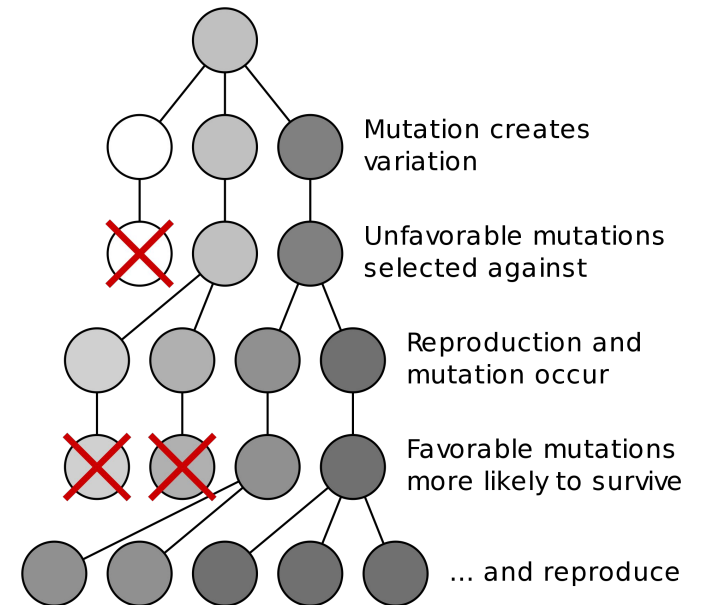 Mutation creates
variation
Unfavorable mutations
selected against
Reproduction and
mutation occur
Favorable mutations
more likely to survive
... and reproduce